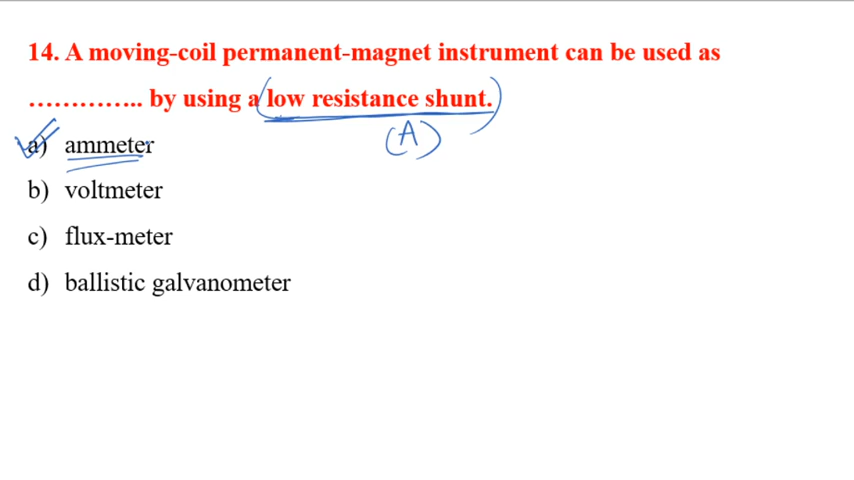 14. A moving-coil permanent-magnet instrument can be used as
………….. by using a low resistance shunt.
(A)
a) ammeter
b) voltmeter
c) flux-meter
d) ballistic galvanometer